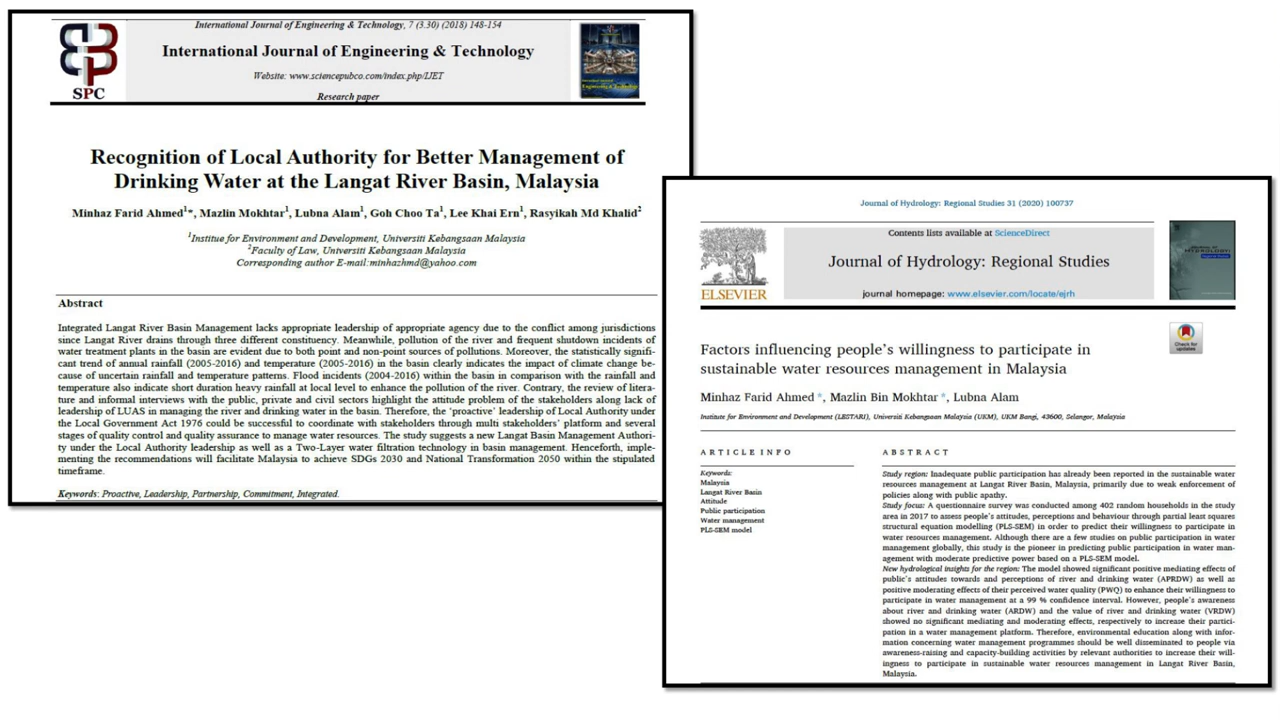 International Journal of Engineering & Technology, 7 (3.30) (2018) 148-154
International Journal of Engineering & Technology
Website: www.sciencepubco.com/index.php/IJET
Research paper
SPC
Recognition of Local Authority for Better Management of
Drinking Water at the Langat River Basin, Malaysia
Minhaz Farid Ahmed1*, Mazlin Mokhtar1, Lubna Alam1, Goh Choo Ta1, Lee Khai Ern1, Rasyikah Md Khalid2
1Institue for Environment and Development, Universiti Kebangsaan Malaysia
2Faculty of Law, Universiti Kebangsaan Malaysia
Corresponding author E-mail:minhazhmd@yahoo.com
Abstract
Integrated Langat River Basin Management lacks appropriate leadership of appropriate agency due to the conflict among jurisdictions
since Langat River drains through three different constituency. Meanwhile, pollution of the river and frequent shutdown incidents of
water treatment plants in the basin are evident due to both point and non-point sources of pollutions. Moreover, the statistically signifi-
cant trend of annual rainfall (2005-2016) and temperature (2005-2016) in the basin clearly indicates the impact of climate change be-
cause of uncertain rainfall and temperature patterns. Flood incidents (2004-2016) within the basin in comparison with the rainfall and
temperature also indicate short duration heavy rainfall at local level to enhance the pollution of the river. Contrary, the review of litera-
ture and informal interviews with the public, private and civil sectors highlight the attitude problem of the stakeholders along lack of
leadership of LUAS in managing the river and drinking water in the basin. Therefore, the ‘proactive’ leadership of Local Authority under
the Local Government Act 1976 could be successful to coordinate with stakeholders through multi stakeholders’ platform and several
stages of quality control and quality assurance to manage water resources. The study suggests a new Langat Basin Management Authori-
ty under the Local Authority leadership as well as a Two-Layer water filtration technology in basin management. Henceforth, imple-
menting the recommendations will facilitate Malaysia to achieve SDGs 2030 and National Transformation 2050 within the stipulated
timeframe.
Keywords: Proactive, Leadership, Partnership, Commitment, Integrated.
Journal of Hydrology: Regional Studies 31 (2020) 100737
Contents lists available at ScienceDirect
Journal of Hydrology: Regional Studies
journal homepage: www.elsevier.com/locate/ejrh
ELSEVIER
Check for
updates
Factors influencing people’s willingness to participate in
sustainable water resources management in Malaysia
Minhaz Farid Ahmed *, Mazlin Bin Mokhtar *, Lubna Alam
Institute for Environment and Development (LESTARI), Universiti Kebangsaan Malaysia (UKM), UKM Bangi, 43600, Selangor, Malaysia
ARTICLE INFO
Keywords:
Malaysia
Langat River Basin
Attitude
Public participation
Water management
PLS-SEM model
ABSTRACT
Study region: Inadequate public participation has already been reported in the sustainable water
resources management at Langat River Basin, Malaysia, primarily due to weak enforcement of
policies along with public apathy.
Study focus: A questionnaire survey was conducted among 402 random households in the study
area in 2017 to assess people’s attitudes, perceptions and behaviour through partial least squares
structural equation modelling (PLS-SEM) in order to predict their willingness to participate in
water resources management. Although there are a few studies on public participation in water
management globally, this study is the pioneer in predicting public participation in water man-
agement with moderate predictive power based on a PLS-SEM model.
New hydrological insights for the region: The model showed significant positive mediating effects of
public’s attitudes towards and perceptions of river and drinking water (APRDW) as well as
positive moderating effects of their perceived water quality (PWQ) to enhance their willingness to
participate in water management at a 99 % confidence interval. However, people’s awareness
about river and drinking water (ARDW) and the value of river and drinking water (VRDW)
showed no significant mediating and moderating effects, respectively to increase their partici-
pation in a water management platform. Therefore, environmental education along with infor-
mation concerning water management programmes should be well disseminated to people via
awareness-raising and capacity-building activities by relevant authorities to increase their will-
ingness to participate in sustainable water resources management in Langat River Basin,
Malaysia.